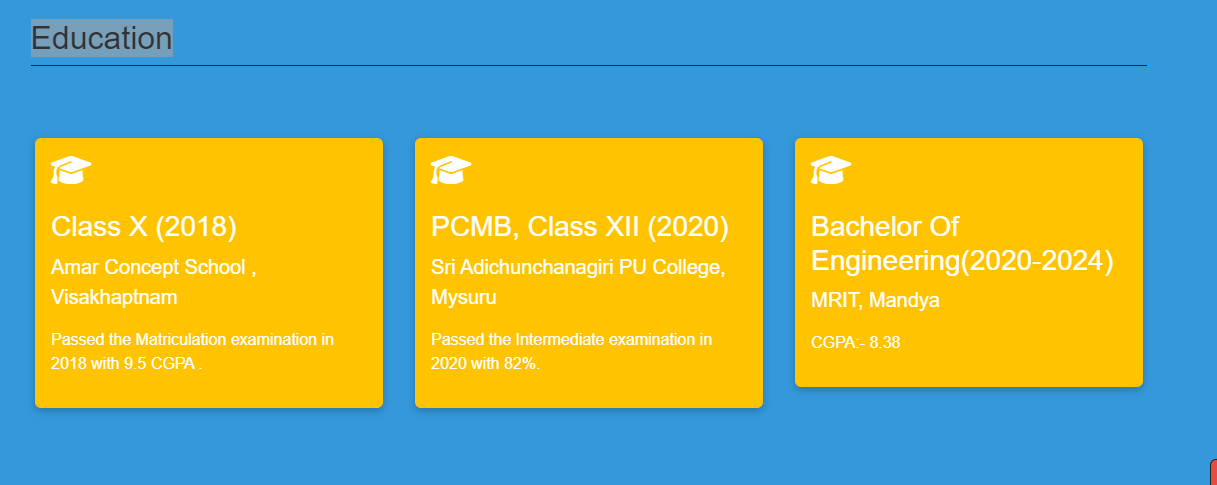 Education
Class X (2018)
Amar Concept School ,
Visakhaptnam
Passed the Matriculation examination in
2018 with 9.5 CGPA .
PCMB, Class XII (2020)
Sri Adichunchanagiri PU College,
Mysuru
Passed the Intermediate examination in
2020 with 82%.
Bachelor Of
Engineering(2020-2024)
MRIT, Mandya
CGPA:- 8.38